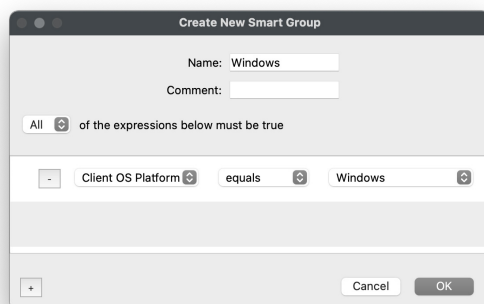 Create New Smart Group
Name: Windows
Comment:
All of the expressions below must be true
- Client OS Platform equals Windows
+ Cancel OK